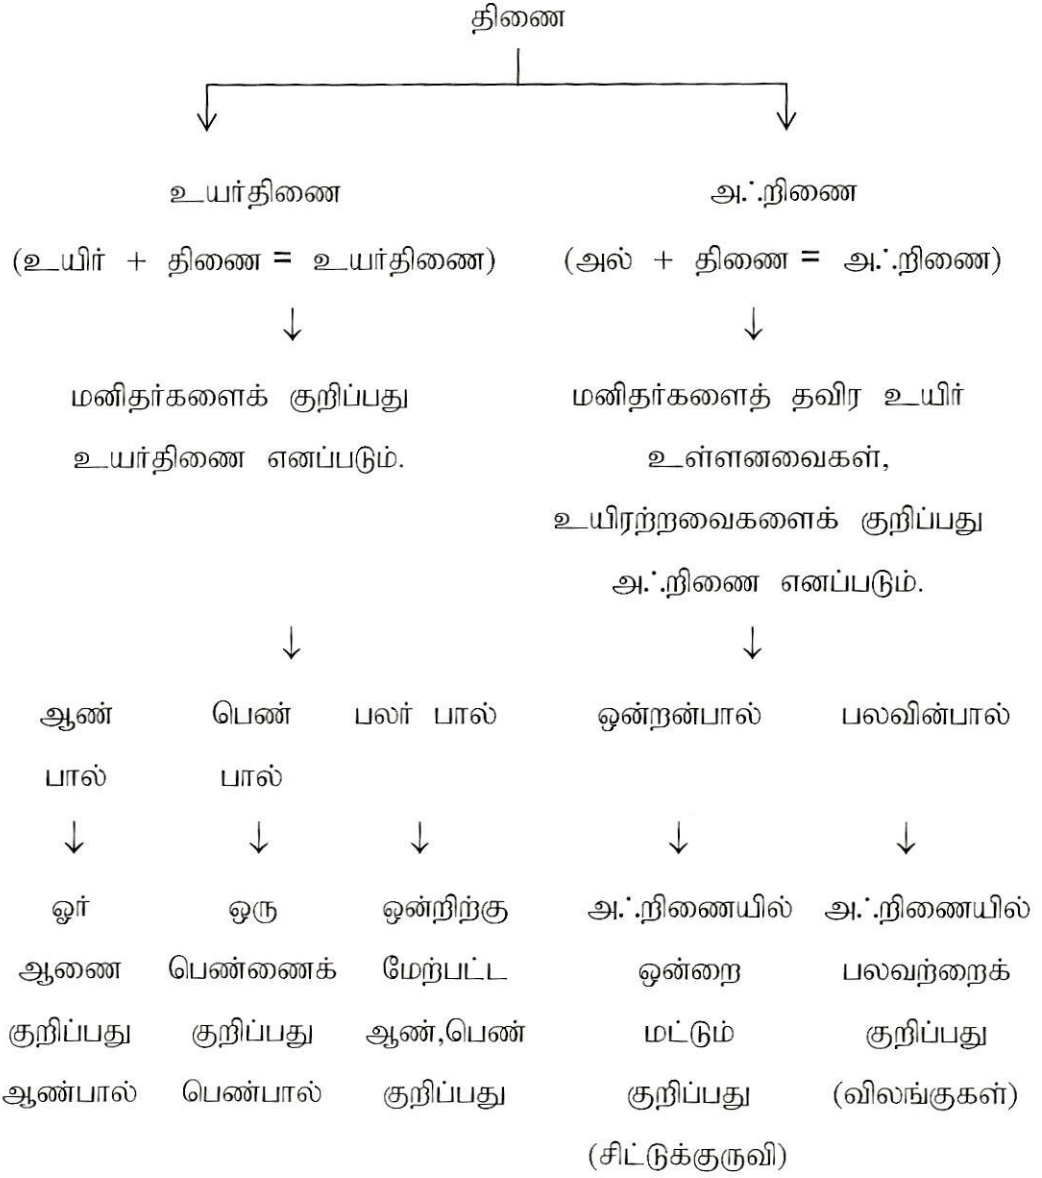 திணை
உயர்திணை அஃறிணை
(உயிர் + திணை = உயர்திணை) (அல் + திணை = அஃறிணை)
மனிதர்களைக் குறிப்பது
உயர்திணை எனப்படும்.
மனிதர்களைத் தவிர உயிர்
உள்ளனவைகள்,
உயிரற்றவைகளைக் குறிப்பது
அஃறிணை எனப்படும்.
ஆண்
பால்
பெண்
பால்
பலர் பால்
ஒன்றன்பால்
பலவின்பால்
ஓர்
ஆணை
குறிப்பது
ஆண்பால்
ஒரு
பெண்ணைக்
குறிப்பது
பெண்பால்
ஒன்றிற்கு
மேற்பட்ட
ஆண்,பெண்
குறிப்பது
அஃறிணையில்
ஒன்றை
மட்டும்
குறிப்பது
(சிட்டுக்குருவி)
அஃறிணையில்
பலவற்றைக்
குறிப்பது
(விலங்குகள்)